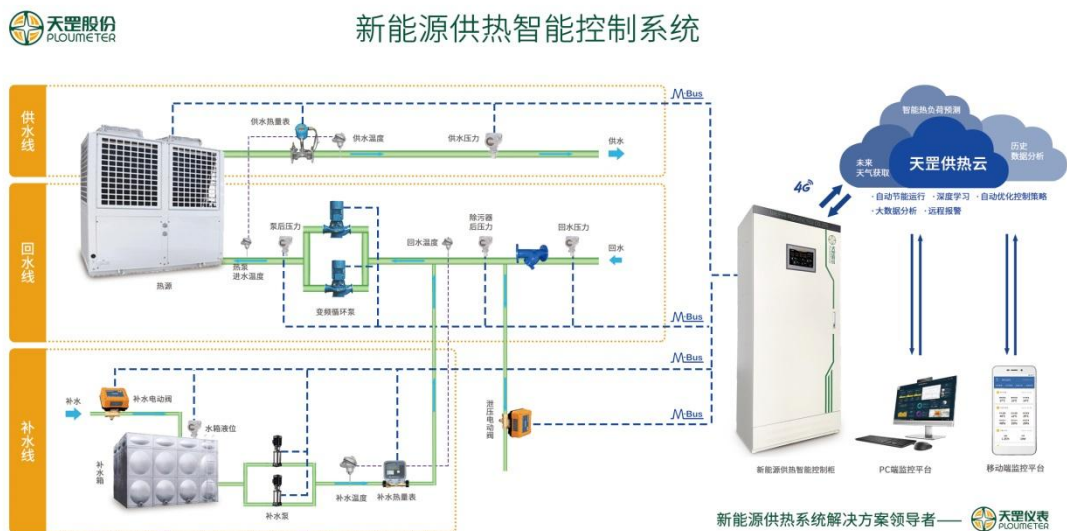 天罡股份
PLOUMETER
新能源供热智能控制系统
供水线
供水热量表
供水温度
供水压力
供水
M-Bus
热源
回水线
泵后压力
热泵
进水温度
变频循环泵
回水温度
除污器
后压力
回水压力
回水
M-Bus
补水线
补水
补水电动阀
水箱液位
补水箱
补水泵
补水温度
补水热量表
泄压电动阀
M-Bus
M-Bus
智能热负荷预测
未来
天气获取
天罡供热云
历史
数据分析
4G
·自动节能运行 ·深度学习 ·自动优化控制策略
·大数据分析 ·远程报警
新能源供热智能控制柜
PC端监控平台
移动端监控平台
新能源供热系统解决方案领导者——
天罡仪表
PLOUMETER